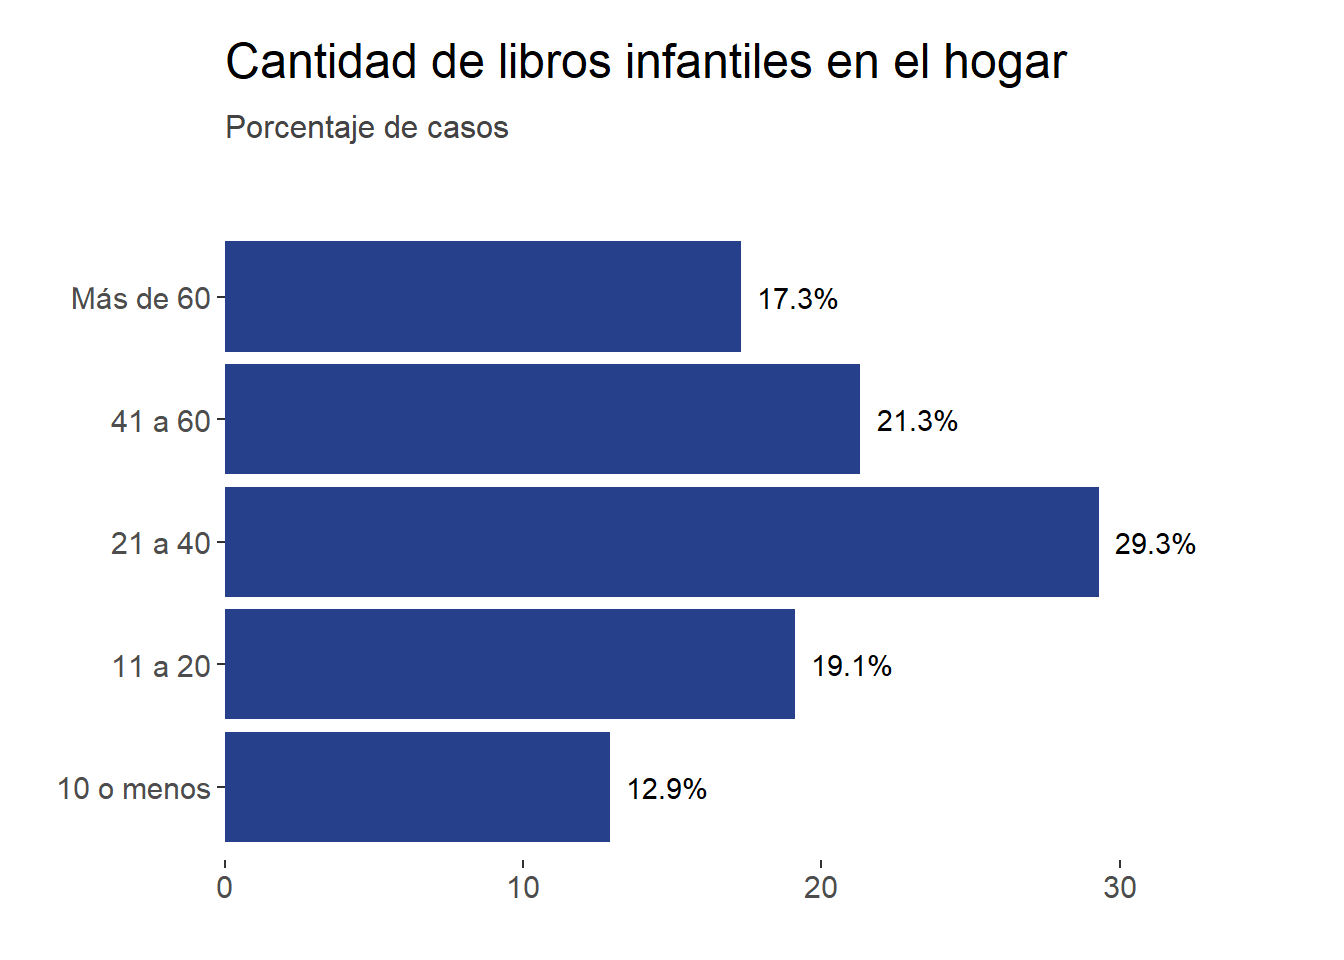 Cantidad de libros infantiles en el hogar
Porcentaje de casos
Más de 60 17.3%
41 a 60 21.3%
21 a 40 29.3%
11 a 20 19.1%
10 o menos 12.9%
0 10 20 30